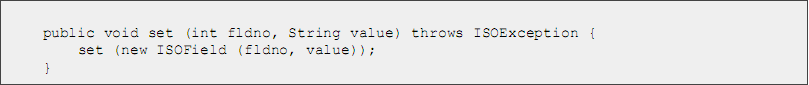 public void set (int fldno, String value) throws ISOException {
    set (new ISOField (fldno, value));
}